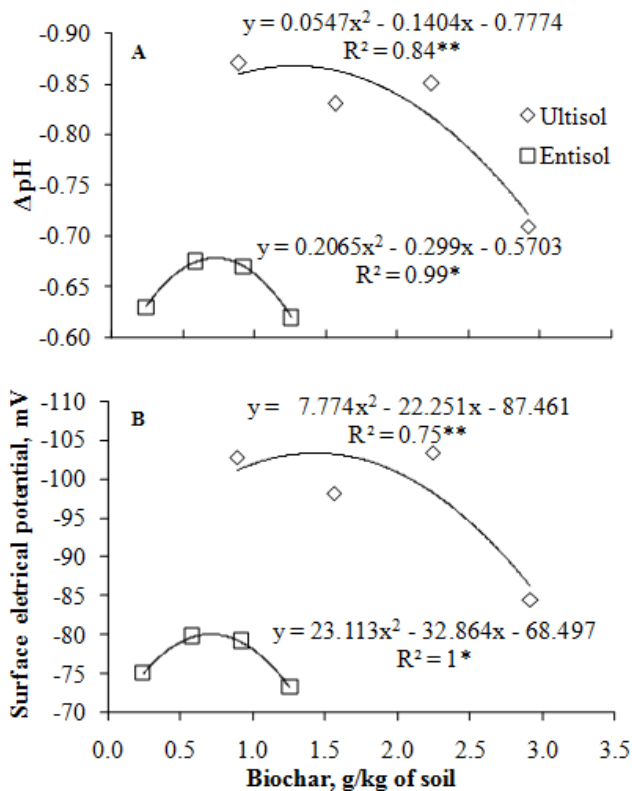 y = 0.0547x² - 0.1404x - 0.7774
R² = 0.84**
A
-0.90
-0.85
-0.80
-0.75
-0.70
-0.65
-0.60
ΔpH
Ultisol
Entisol
y = 0.2065x² - 0.299x - 0.5703
R² = 0.99*
B
y = 7.774x² - 22.251x - 87.461
R² = 0.75**
-110
-105
-100
-95
-90
-85
-80
-75
-70
Surface eletrical potential, mV
y = 23.113x² - 32.864x - 68.497
R² = 1*
0.0 0.5 1.0 1.5 2.0 2.5 3.0 3.5
Biochar, g/kg of soil